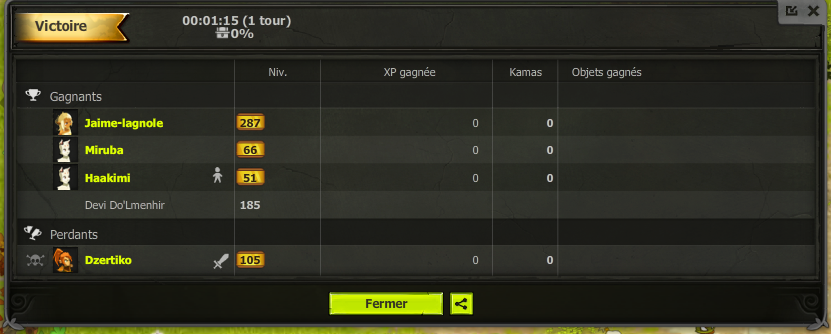 Victoire
00:01:15 (1 tour)
0%
Niv. XP gagnée Kamas Objets gagnés
Gagnants
Jaime-lagnole 287 0 0
Miruba 66 0 0
Haakimi 51 0 0
Devi Do'Lmenhir 185
Perdants
Dzertiko 105 0 0
Fermer